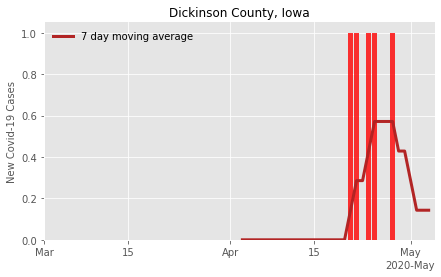 Dickinson County, Iowa
7 day moving average
New Covid-19 Cases
1.0
0.8
0.6
0.4
0.2
0.0
Mar
15
Apr
15
May
2020-May